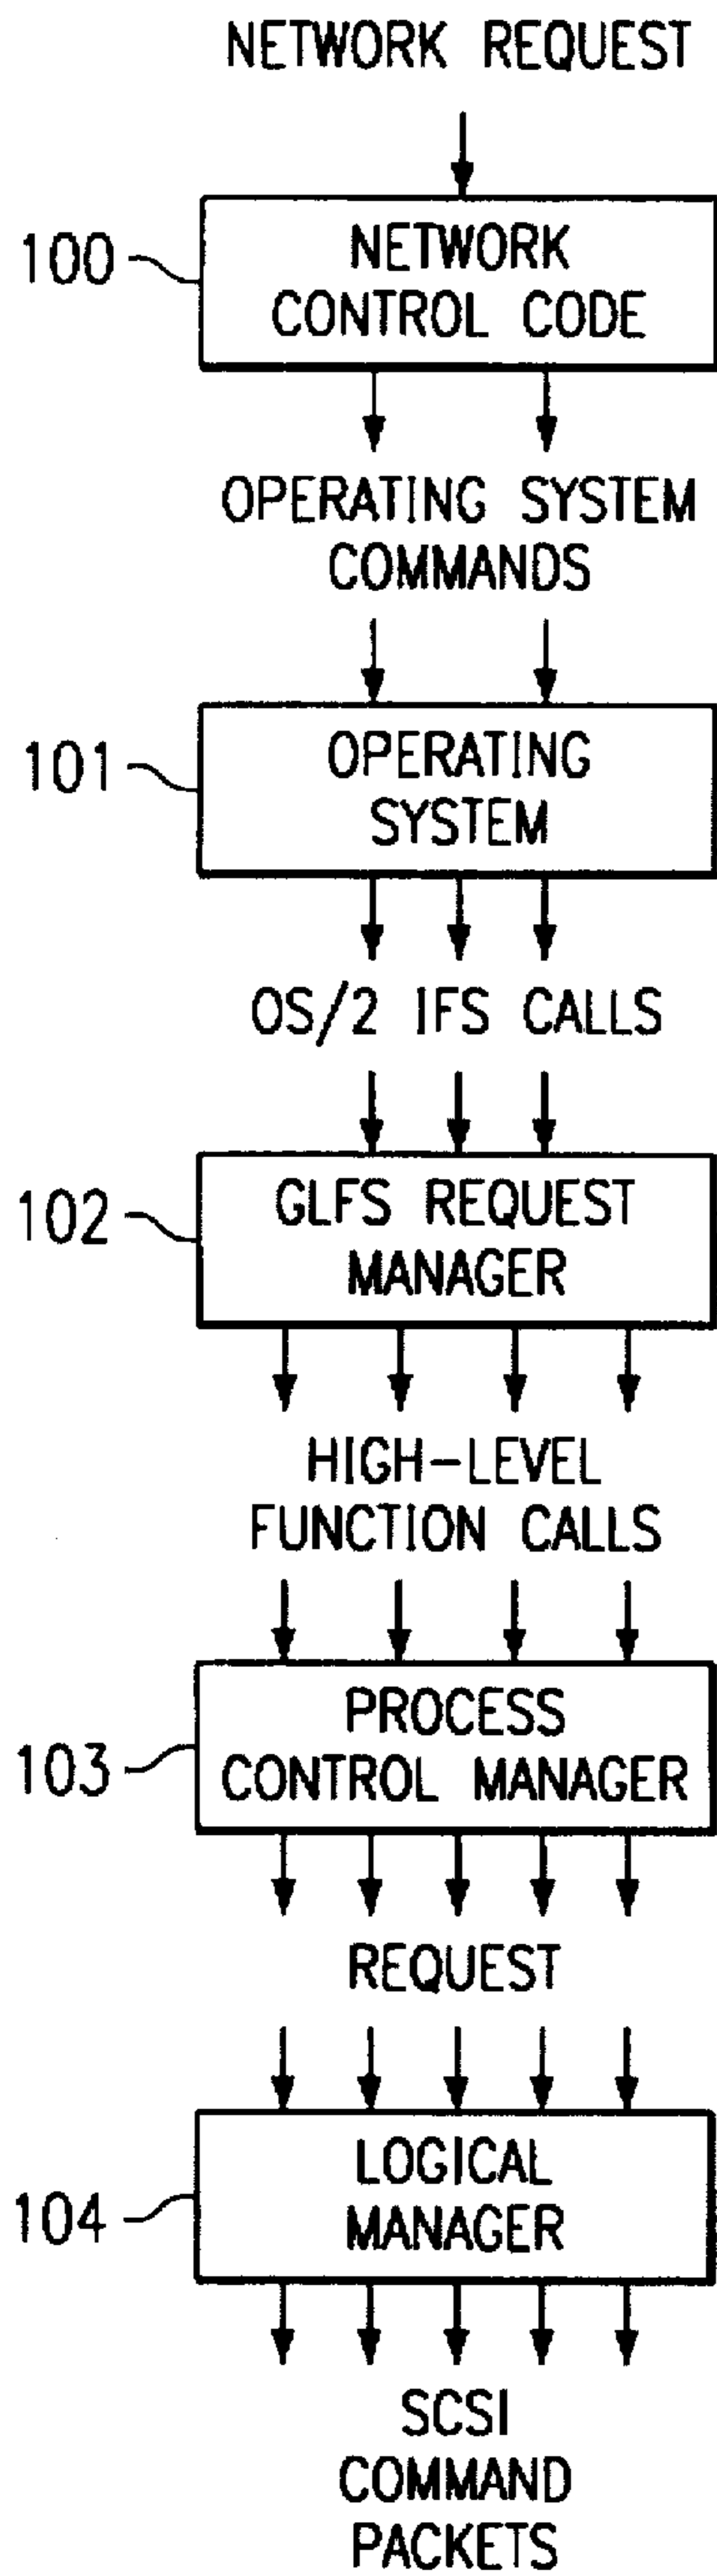 NETWORK REQUEST
100
NETWORK
CONTROL CODE
OPERATING SYSTEM
COMMANDS
101
OPERATING
SYSTEM
OS/2 IFS CALLS
102
GLFS REQUEST
MANAGER
HIGH-LEVEL
FUNCTION CALLS
103
PROCESS
CONTROL MANAGER
REQUEST
104
LOGICAL
MANAGER
SCSI
COMMAND
PACKETS